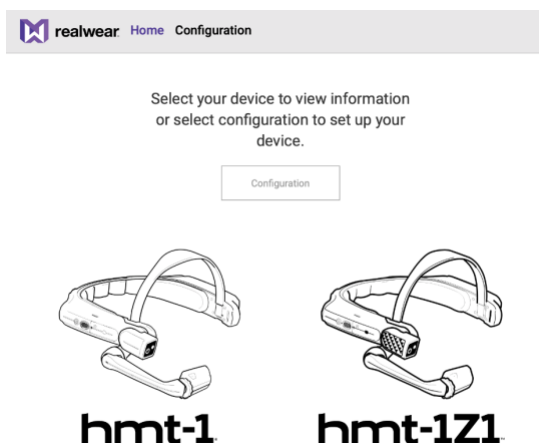 realwear Home Configuration
Select your device to view information
or select configuration to set up your
device.
Configuration
hmt-1 hmt-1Z1